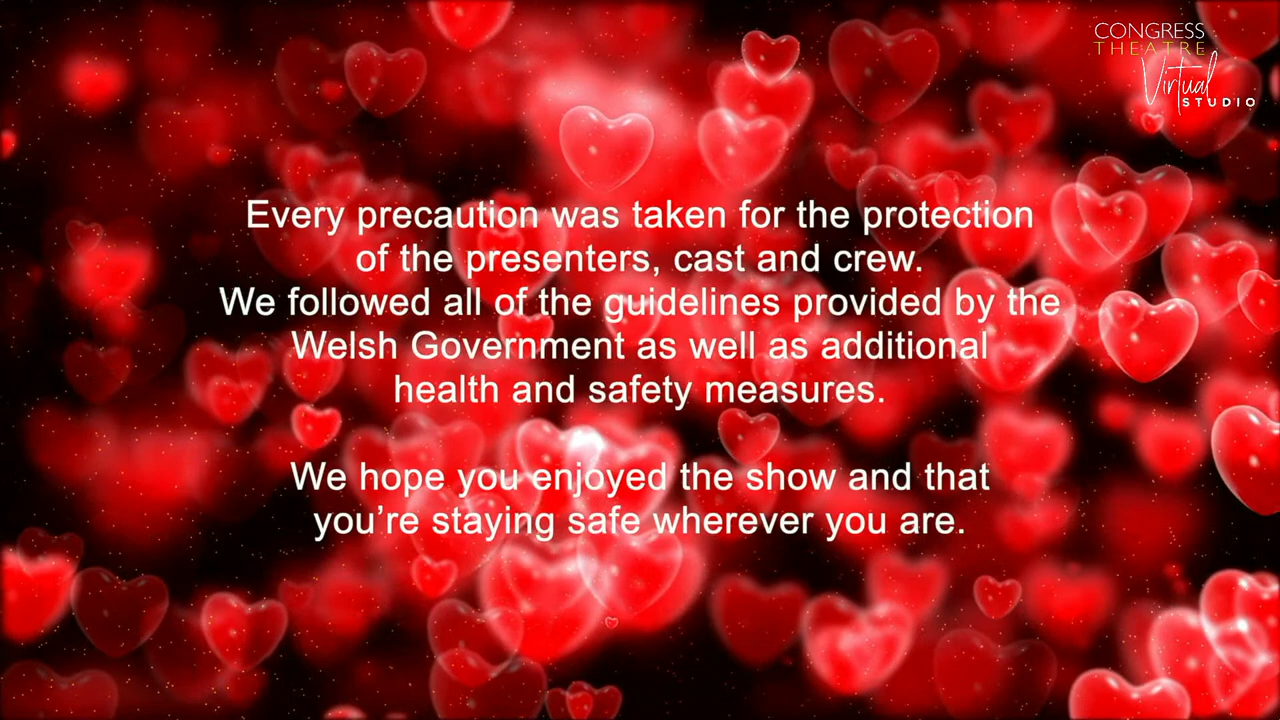 CONGRESS
THEATRE
Virtual
STUDIO
Every precaution was taken for the protection
of the presenters, cast and crew.
We followed all of the guidelines provided by the
Welsh Government as well as additional
health and safety measures.
We hope you enjoyed the show and that
you’re staying safe wherever you are.